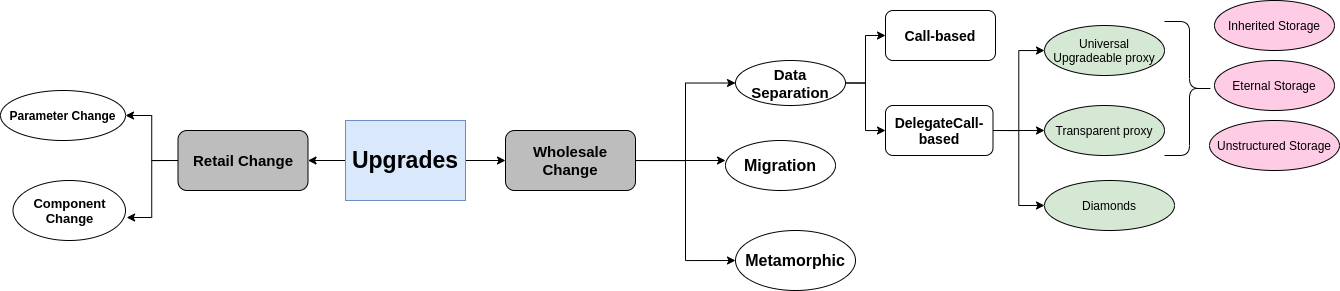 Parameter Change
Component
Change
Retail Change
Upgrades
Wholesale
Change
Data
Separation
Migration
Metamorphic
Call-based
DelegateCall-
based
Universal
Upgradeable proxy
Transparent proxy
Diamonds
Inherited Storage
Eternal Storage
Unstructured Storage